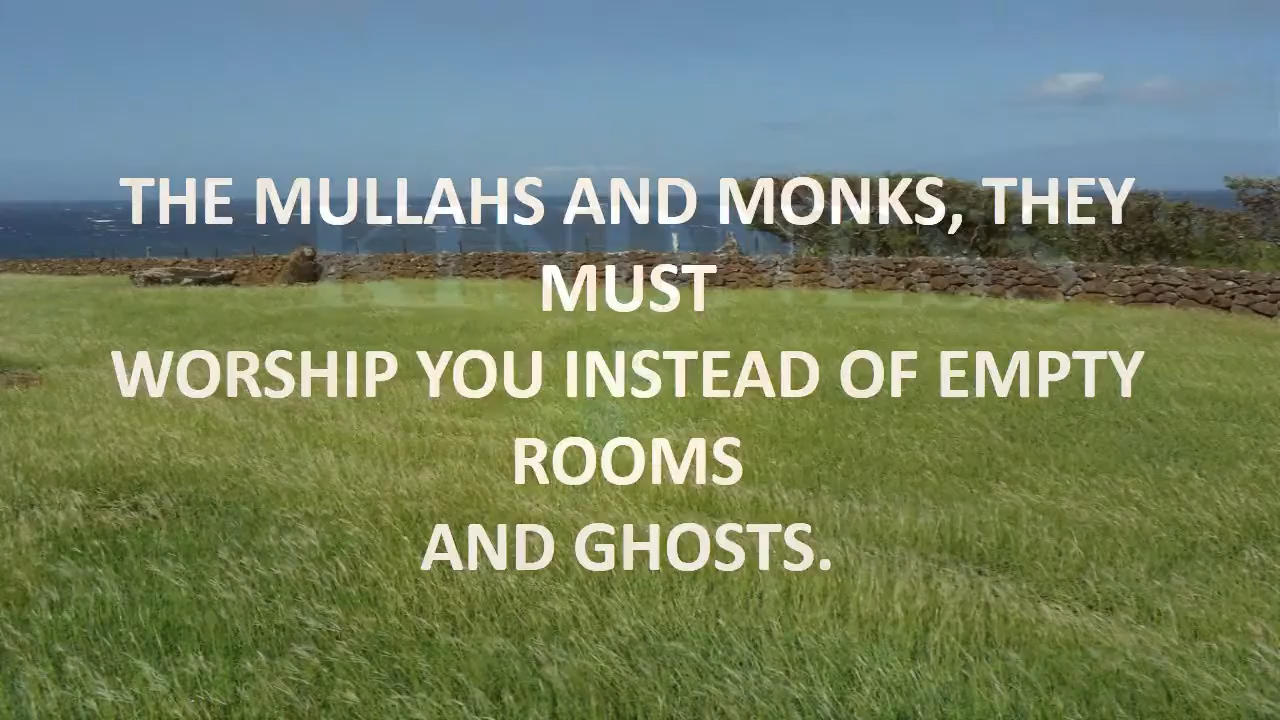 THE MULLAHS AND MONKS, THEY
MUST
WORSHIP YOU INSTEAD OF EMPTY
ROOMS
AND GHOSTS.